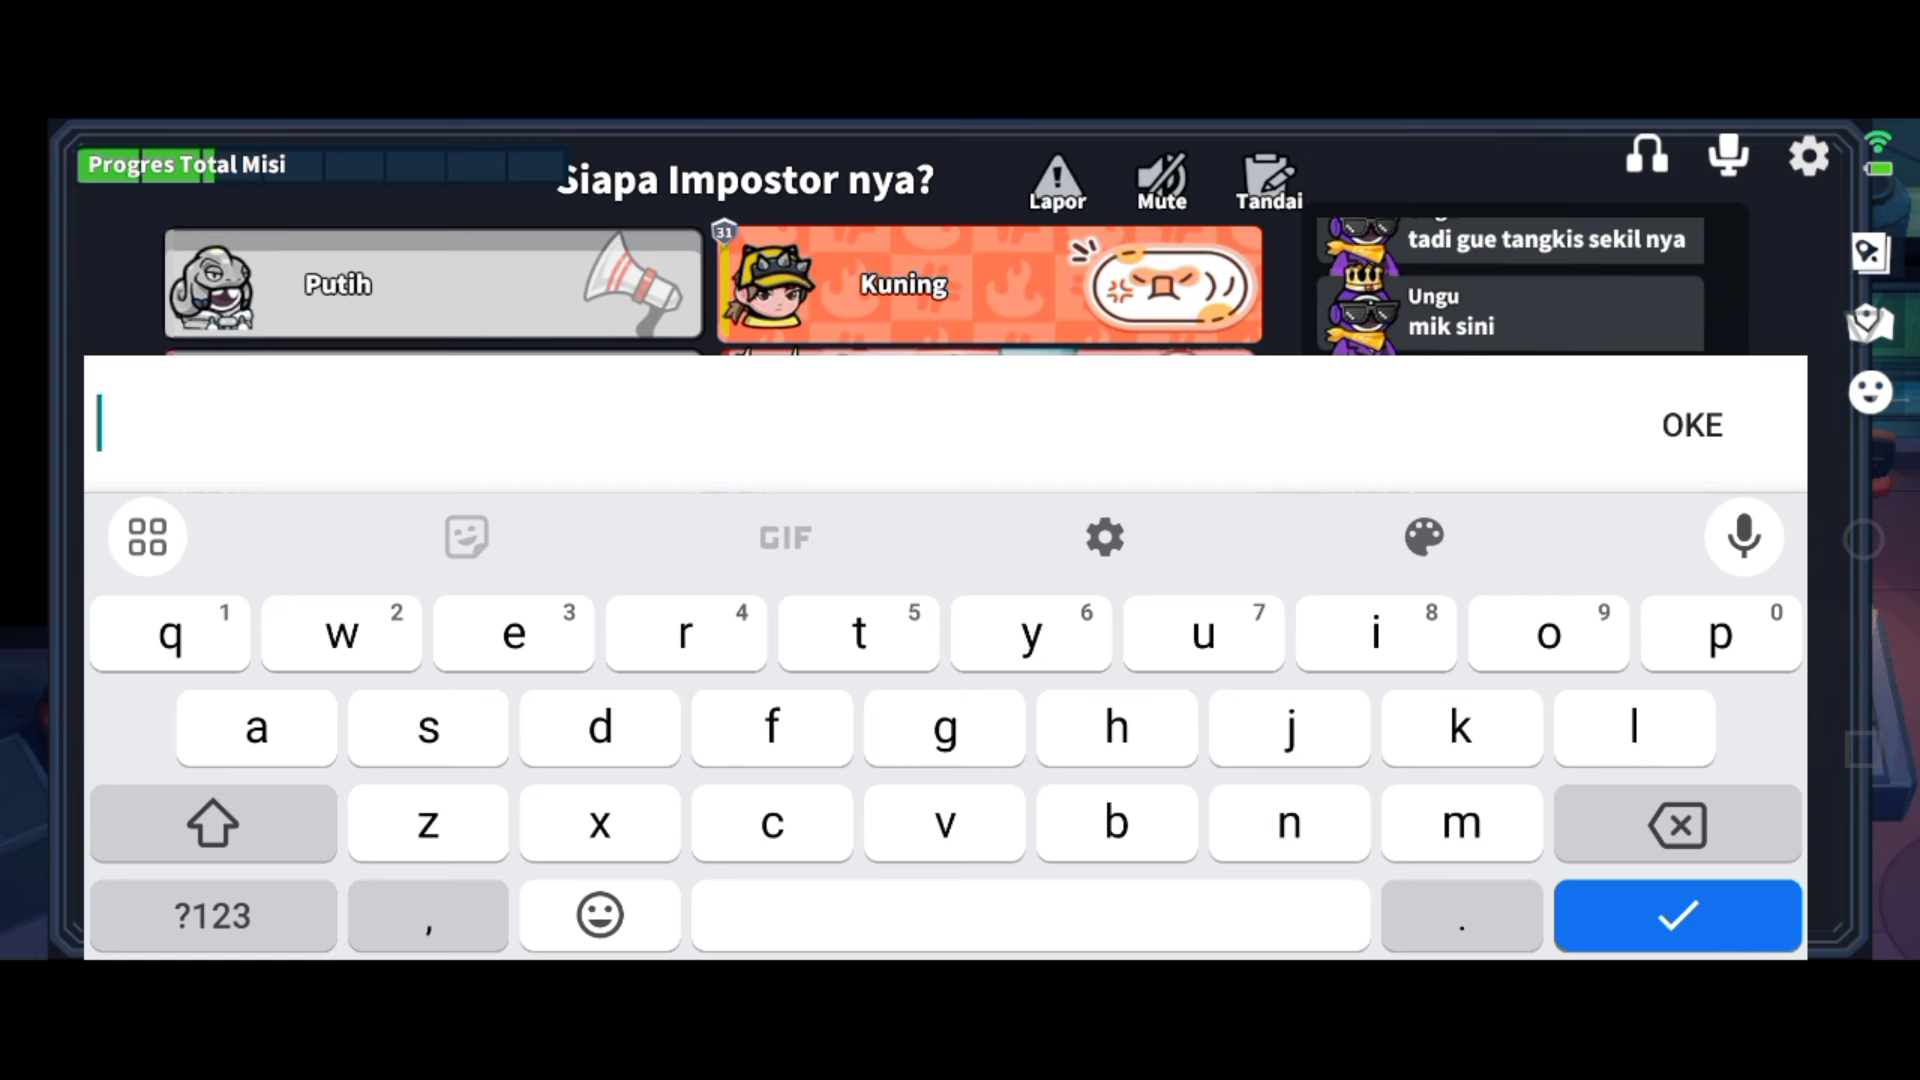 Progres Total Misi
Siapa Impostor nya?
Lapor
Mute
Tandai
Putih
31
Kuning
tadi gue tangkis sekil nya
Ungu
mik sini
OKE
GIF
q 1 w 2 e 3 r 4 t 5 y 6 u 7 i 8 o 9 p 0
a s d f g h j k l
z x c v b n m
?123 , .